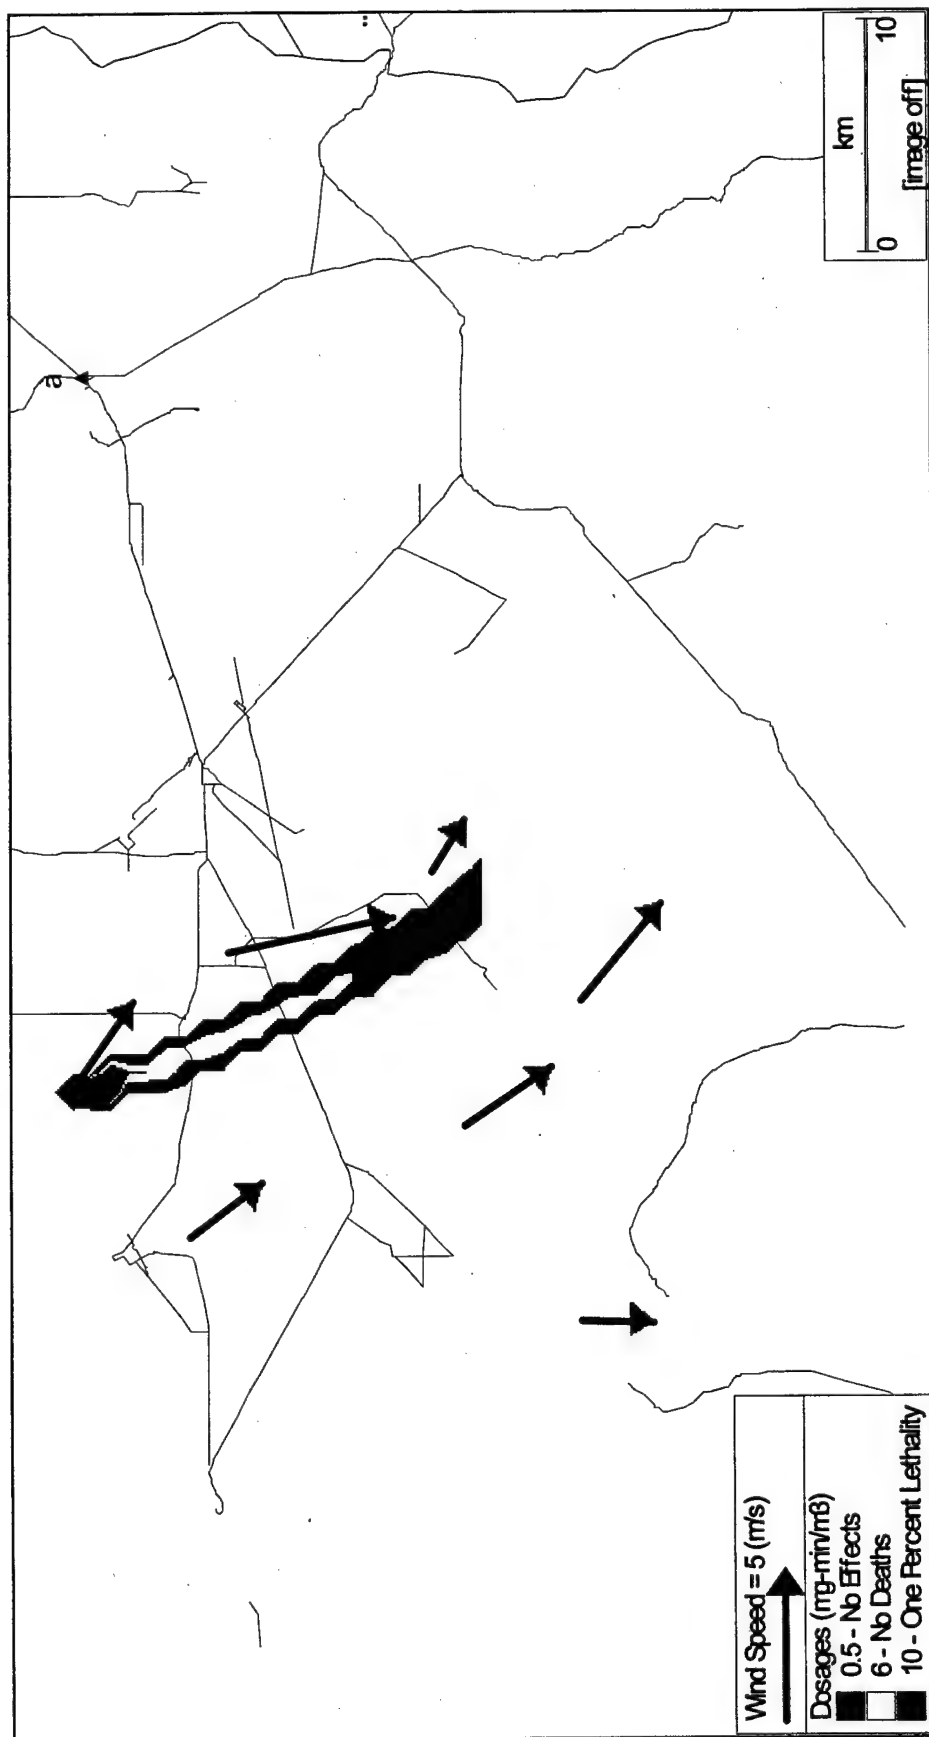 a
Wind Speed = 5 (m/s)
Dosages (mg-min/m3)
0.5 - No Effects
6 - No Deaths
10 - One Percent Lethality
km
0 10
[image off]